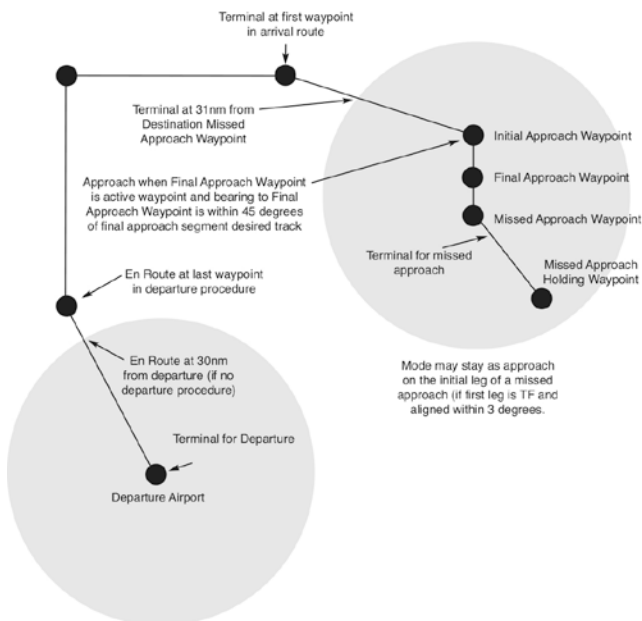 Terminal at first waypoint
in arrival route
Terminal at 31nm from
Destination Missed
Approach Waypoint
Initial Approach Waypoint
Approach when Final Approach Waypoint
is active waypoint and bearing to Final
Approach Waypoint is within 45 degrees
of final approach segment desired track
Final Approach Waypoint
Missed Approach Waypoint
Terminal for missed
approach
Missed Approach
Holding Waypoint
En Route at last waypoint
in departure procedure
En Route at 30nm
from departure (if no
departure procedure)
Mode may stay as approach
on the initial leg of a missed
approach (if first leg is TF and
aligned within 3 degrees.
Terminal for Departure
Departure Airport